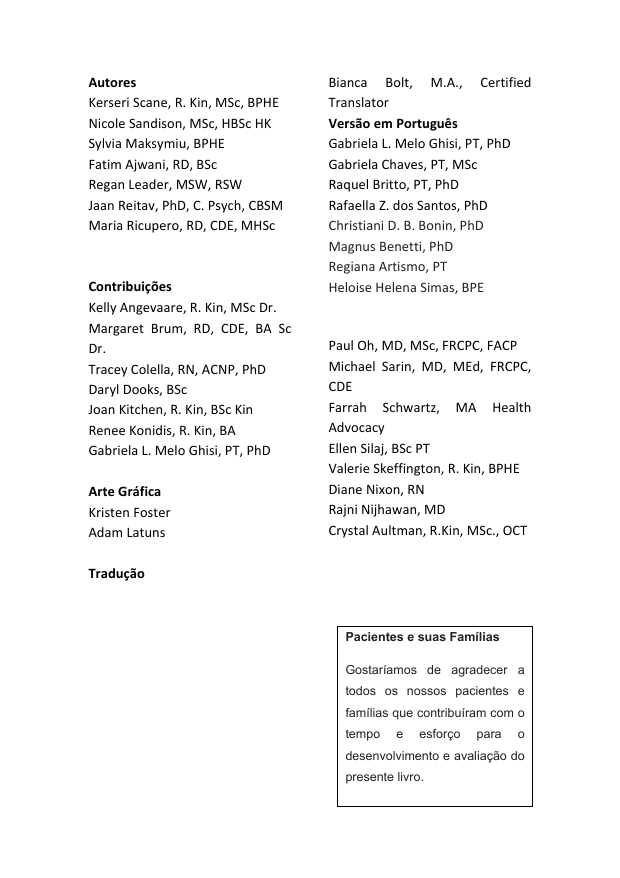 Autores
Kerseri Scane, R. Kin, MSc, BPHE
Nicole Sandison, MSc, HBSc HK
Sylvia Maksymiu, BPHE
Fatim Ajwani, RD, BSc
Regan Leader, MSW, RSW
Jaan Reitav, PhD, C. Psych, CBSM
Maria Ricupero, RD, CDE, MHSc
Contribuições
Kelly Angevaare, R. Kin, MSc Dr.
Margaret Brum, RD, CDE, BA Sc
Dr.
Tracey Colella, RN, ACNP, PhD
Daryl Dooks, BSc
Joan Kitchen, R. Kin, BSc Kin
Renee Konidis, R. Kin, BA
Gabriela L. Melo Ghisi, PT, PhD
Arte Gráfica
Kristen Foster
Adam Latuns
Tradução
Bianca Bolt, M.A., Certified
Translator
Versão em Português
Gabriela L. Melo Ghisi, PT, PhD
Gabriela Chaves, PT, MSc
Raquel Britto, PT, PhD
Rafaella Z. dos Santos, PhD
Christiani D. B. Bonin, PhD
Magnus Benetti, PhD
Regiana Artismo, PT
Heloise Helena Simas, BPE
Paul Oh, MD, MSc, FRCPC, FACP
Michael Sarin, MD, MEd, FRCPC,
CDE
Farrah Schwartz, MA Health
Advocacy
Ellen Silaj, BSc PT
Valerie Skeffington, R. Kin, BPHE
Diane Nixon, RN
Rajni Nijhawan, MD
Crystal Aultman, R.Kin, MSc., OCT
Pacientes e suas Famílias
Gostaríamos de agradecer a
todos os nossos pacientes e
famílias que contribuíram com o
tempo e esforço para o
desenvolvimento e avaliação do
presente livro.